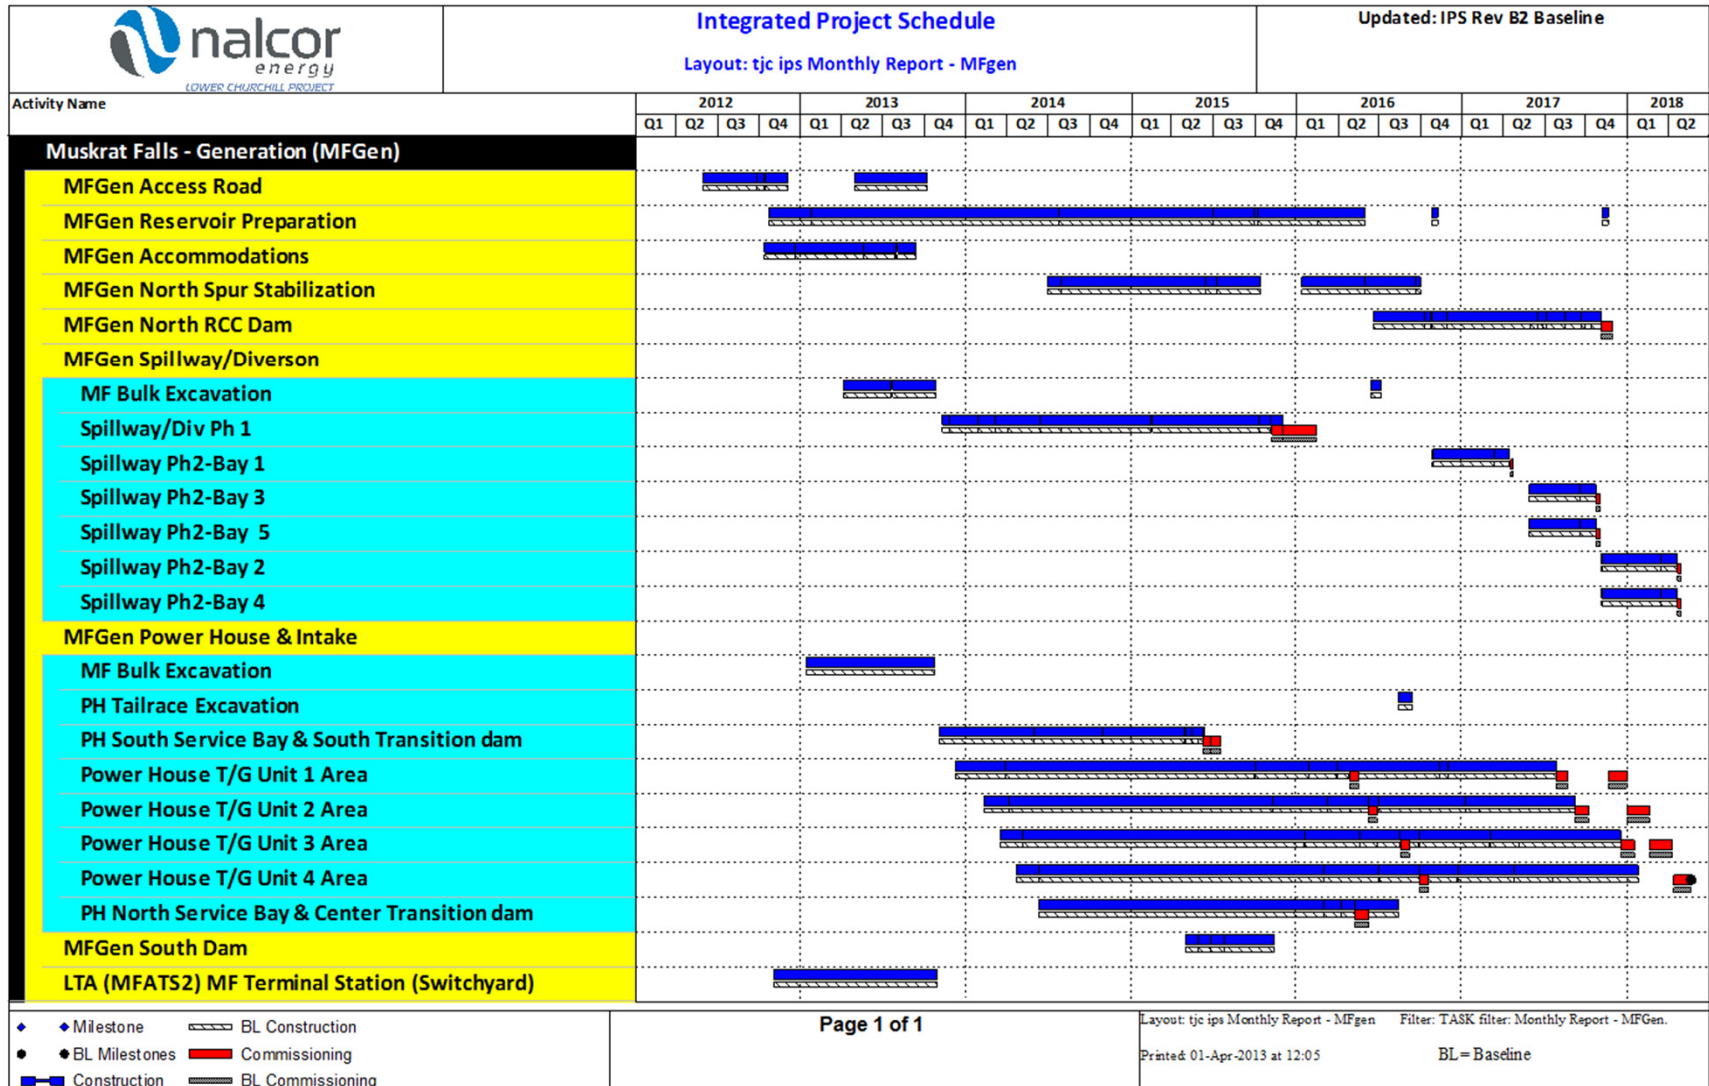 nalcor
energy
LOWER CHURCHILL PROJECT
Integrated Project Schedule
Layout: tjc ips Monthly Report - MFgen
Updated: IPS Rev B2 Baseline
Activity Name
2012 2013 2014 2015 2016 2017 2018
Q1 Q2 Q3 Q4 Q1 Q2 Q3 Q4 Q1 Q2 Q3 Q4 Q1 Q2 Q3 Q4 Q1 Q2 Q3 Q4 Q1 Q2 Q3 Q4 Q1 Q2
Muskrat Falls - Generation (MFGen)
MFGen Access Road
MFGen Reservoir Preparation
MFGen Accommodations
MFGen North Spur Stabilization
MFGen North RCC Dam
MFGen Spillway/Diverson
MF Bulk Excavation
Spillway/Div Ph 1
Spillway Ph2-Bay 1
Spillway Ph2-Bay 3
Spillway Ph2-Bay 5
Spillway Ph2-Bay 2
Spillway Ph2-Bay 4
MFGen Power House & Intake
MF Bulk Excavation
PH Tailrace Excavation
PH South Service Bay & South Transition dam
Power House T/G Unit 1 Area
Power House T/G Unit 2 Area
Power House T/G Unit 3 Area
Power House T/G Unit 4 Area
PH North Service Bay & Center Transition dam
MFGen South Dam
LTA (MFATS2) MF Terminal Station (Switchyard)
Milestone BL Construction
BL Milestones Commissioning
Construction BL Commissioning
Page 1 of 1
Layout: tjc ips Monthly Report - MFgen Filter: TASK filter: Monthly Report - MFGen.
Printed: 01-Apr-2013 at 12:05 BL = Baseline